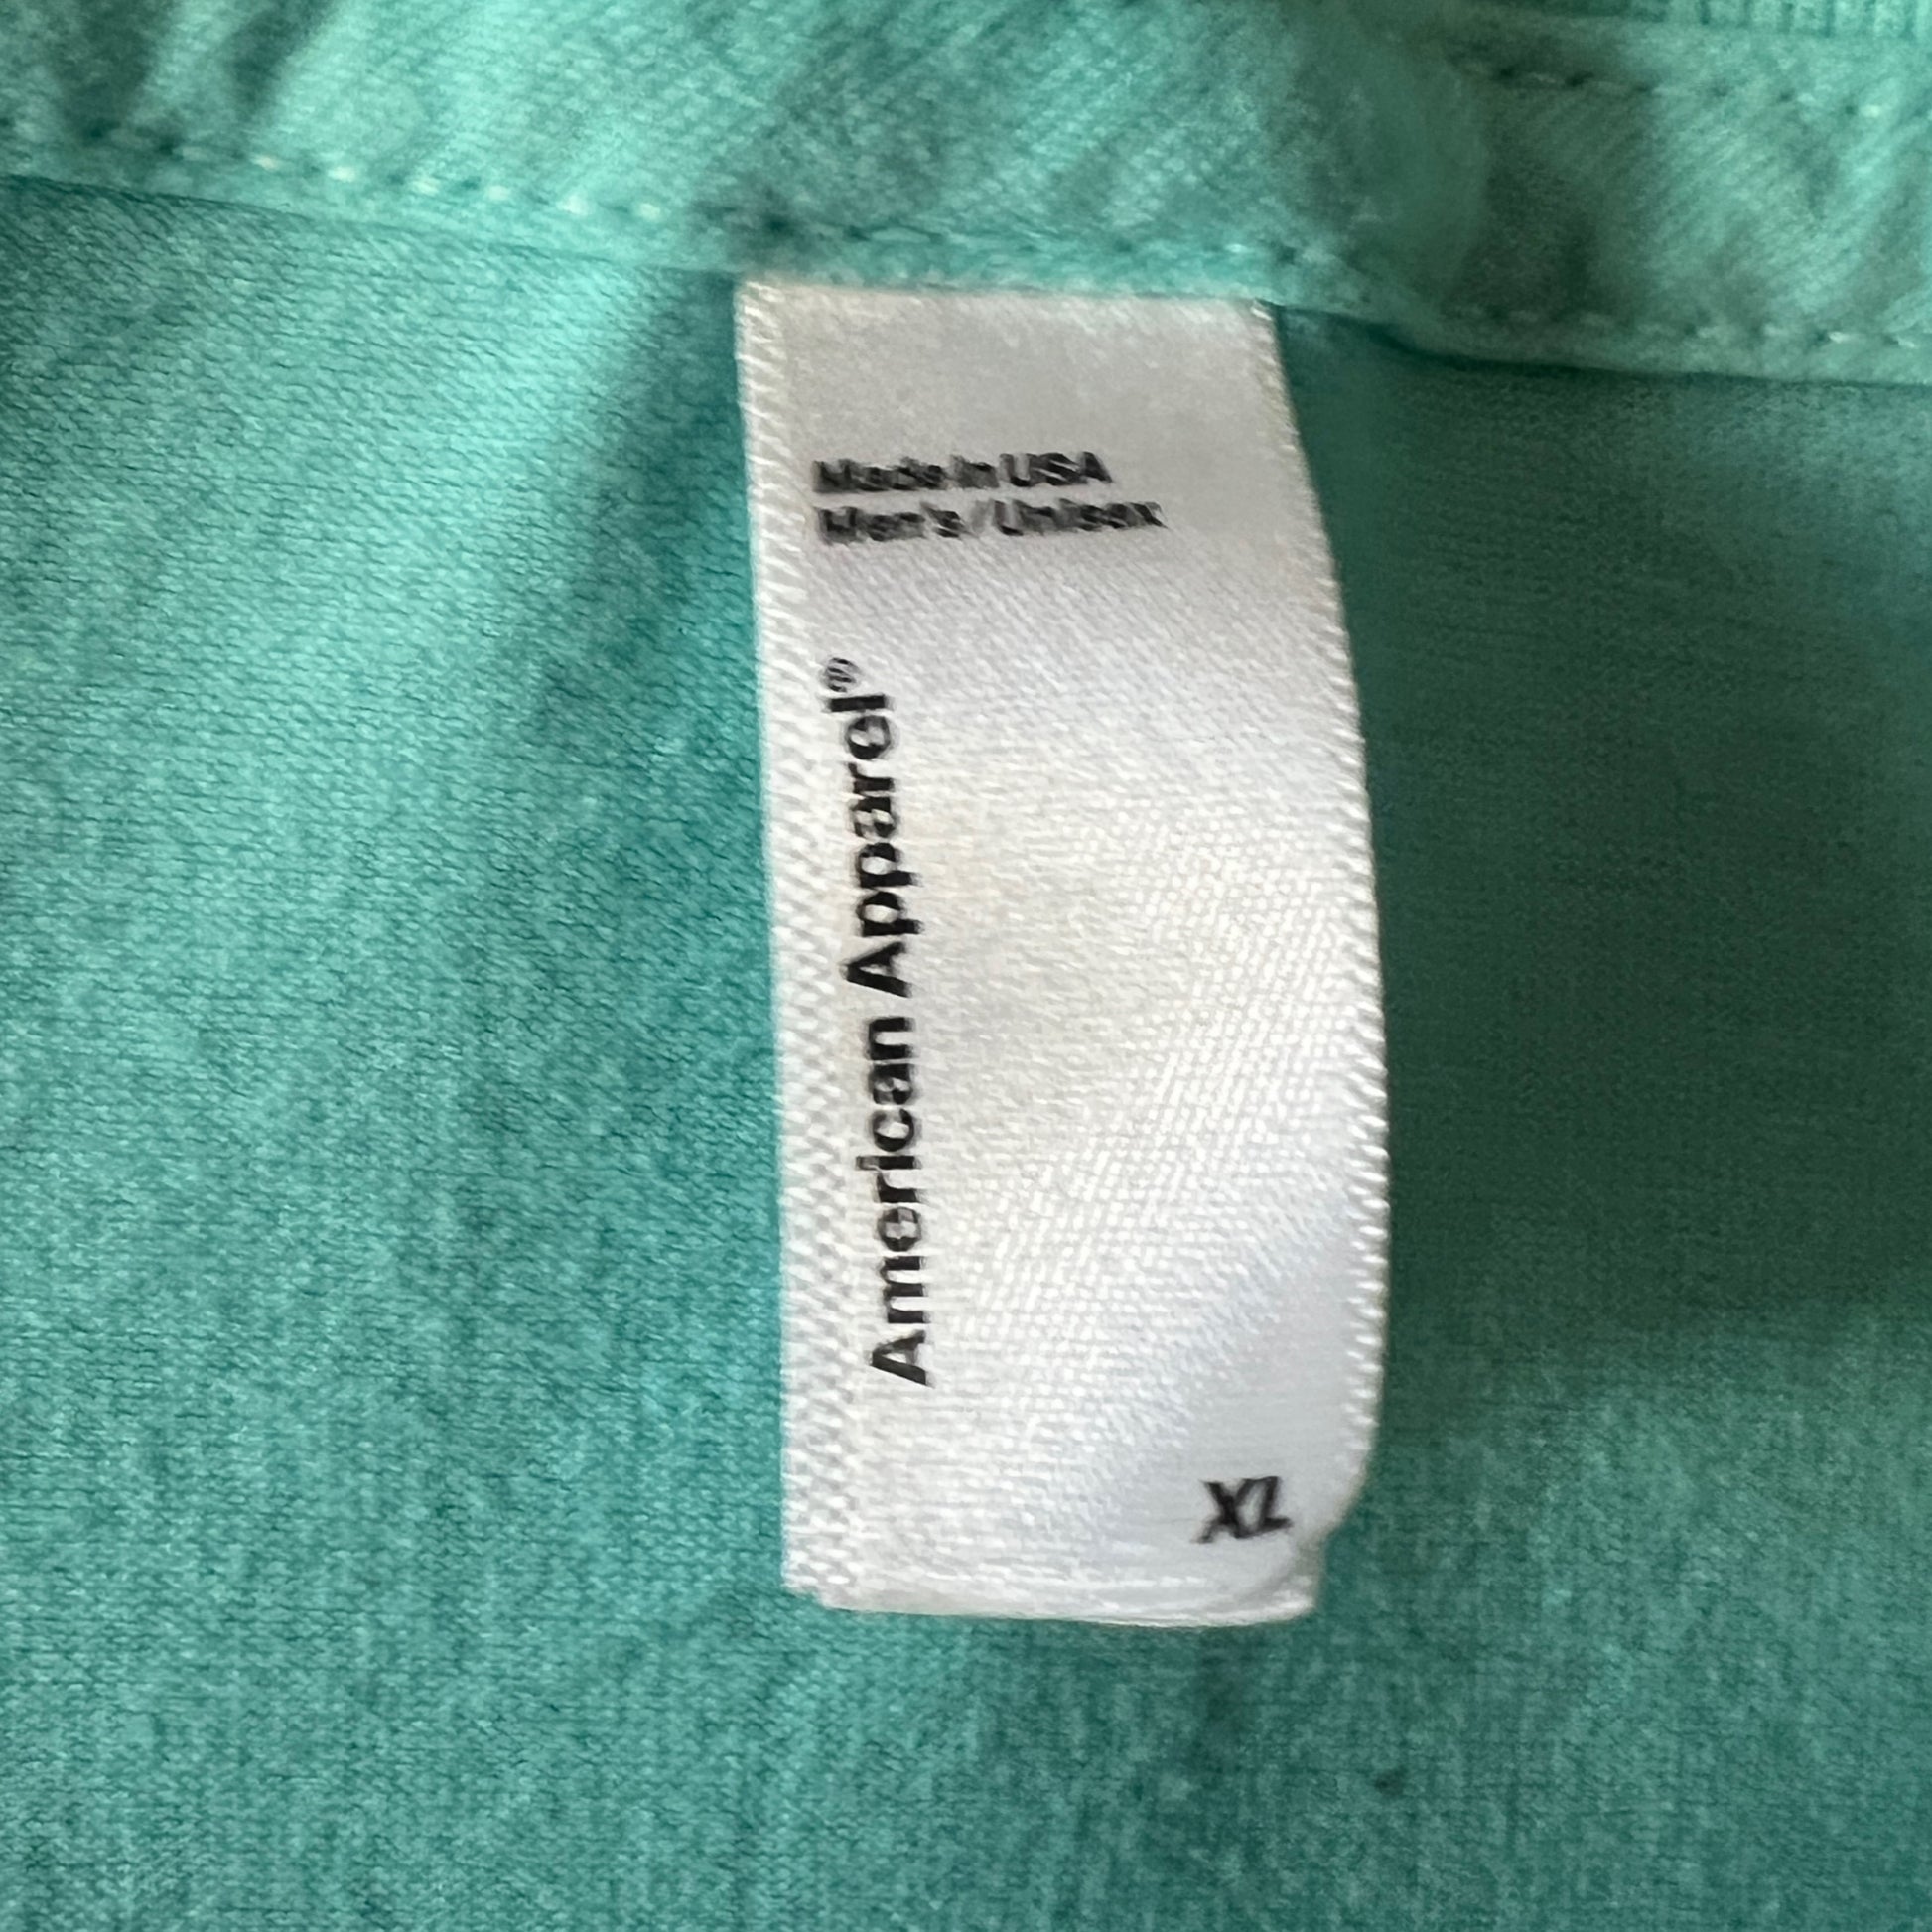 Made in USA
Men's/Unisex
American Apparel®
XL